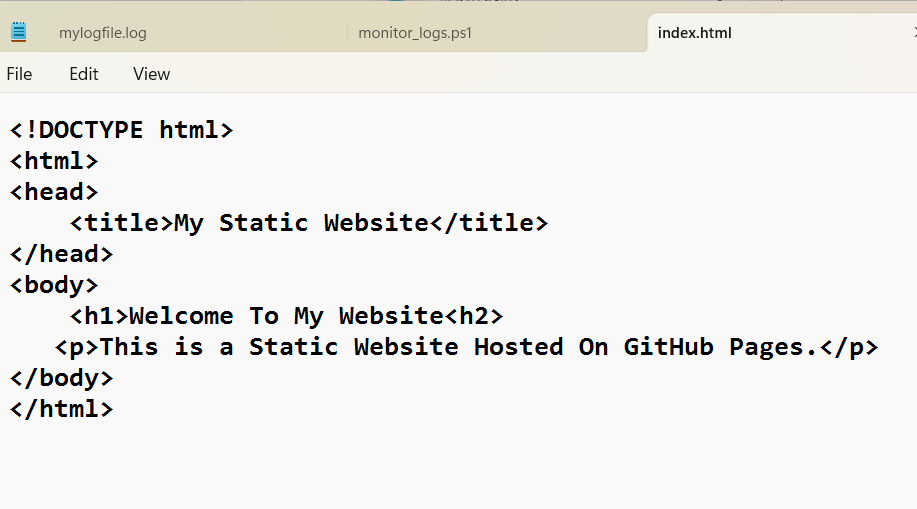 mylogfile.log monitor_logs.ps1 index.html
File Edit View
<!DOCTYPE html>
<html>
<head>
    <title>My Static Website</title>
</head>
<body>
    <h1>Welcome To My Website<h2>
   <p>This is a Static Website Hosted On GitHub Pages.</p>
</body>
</html>